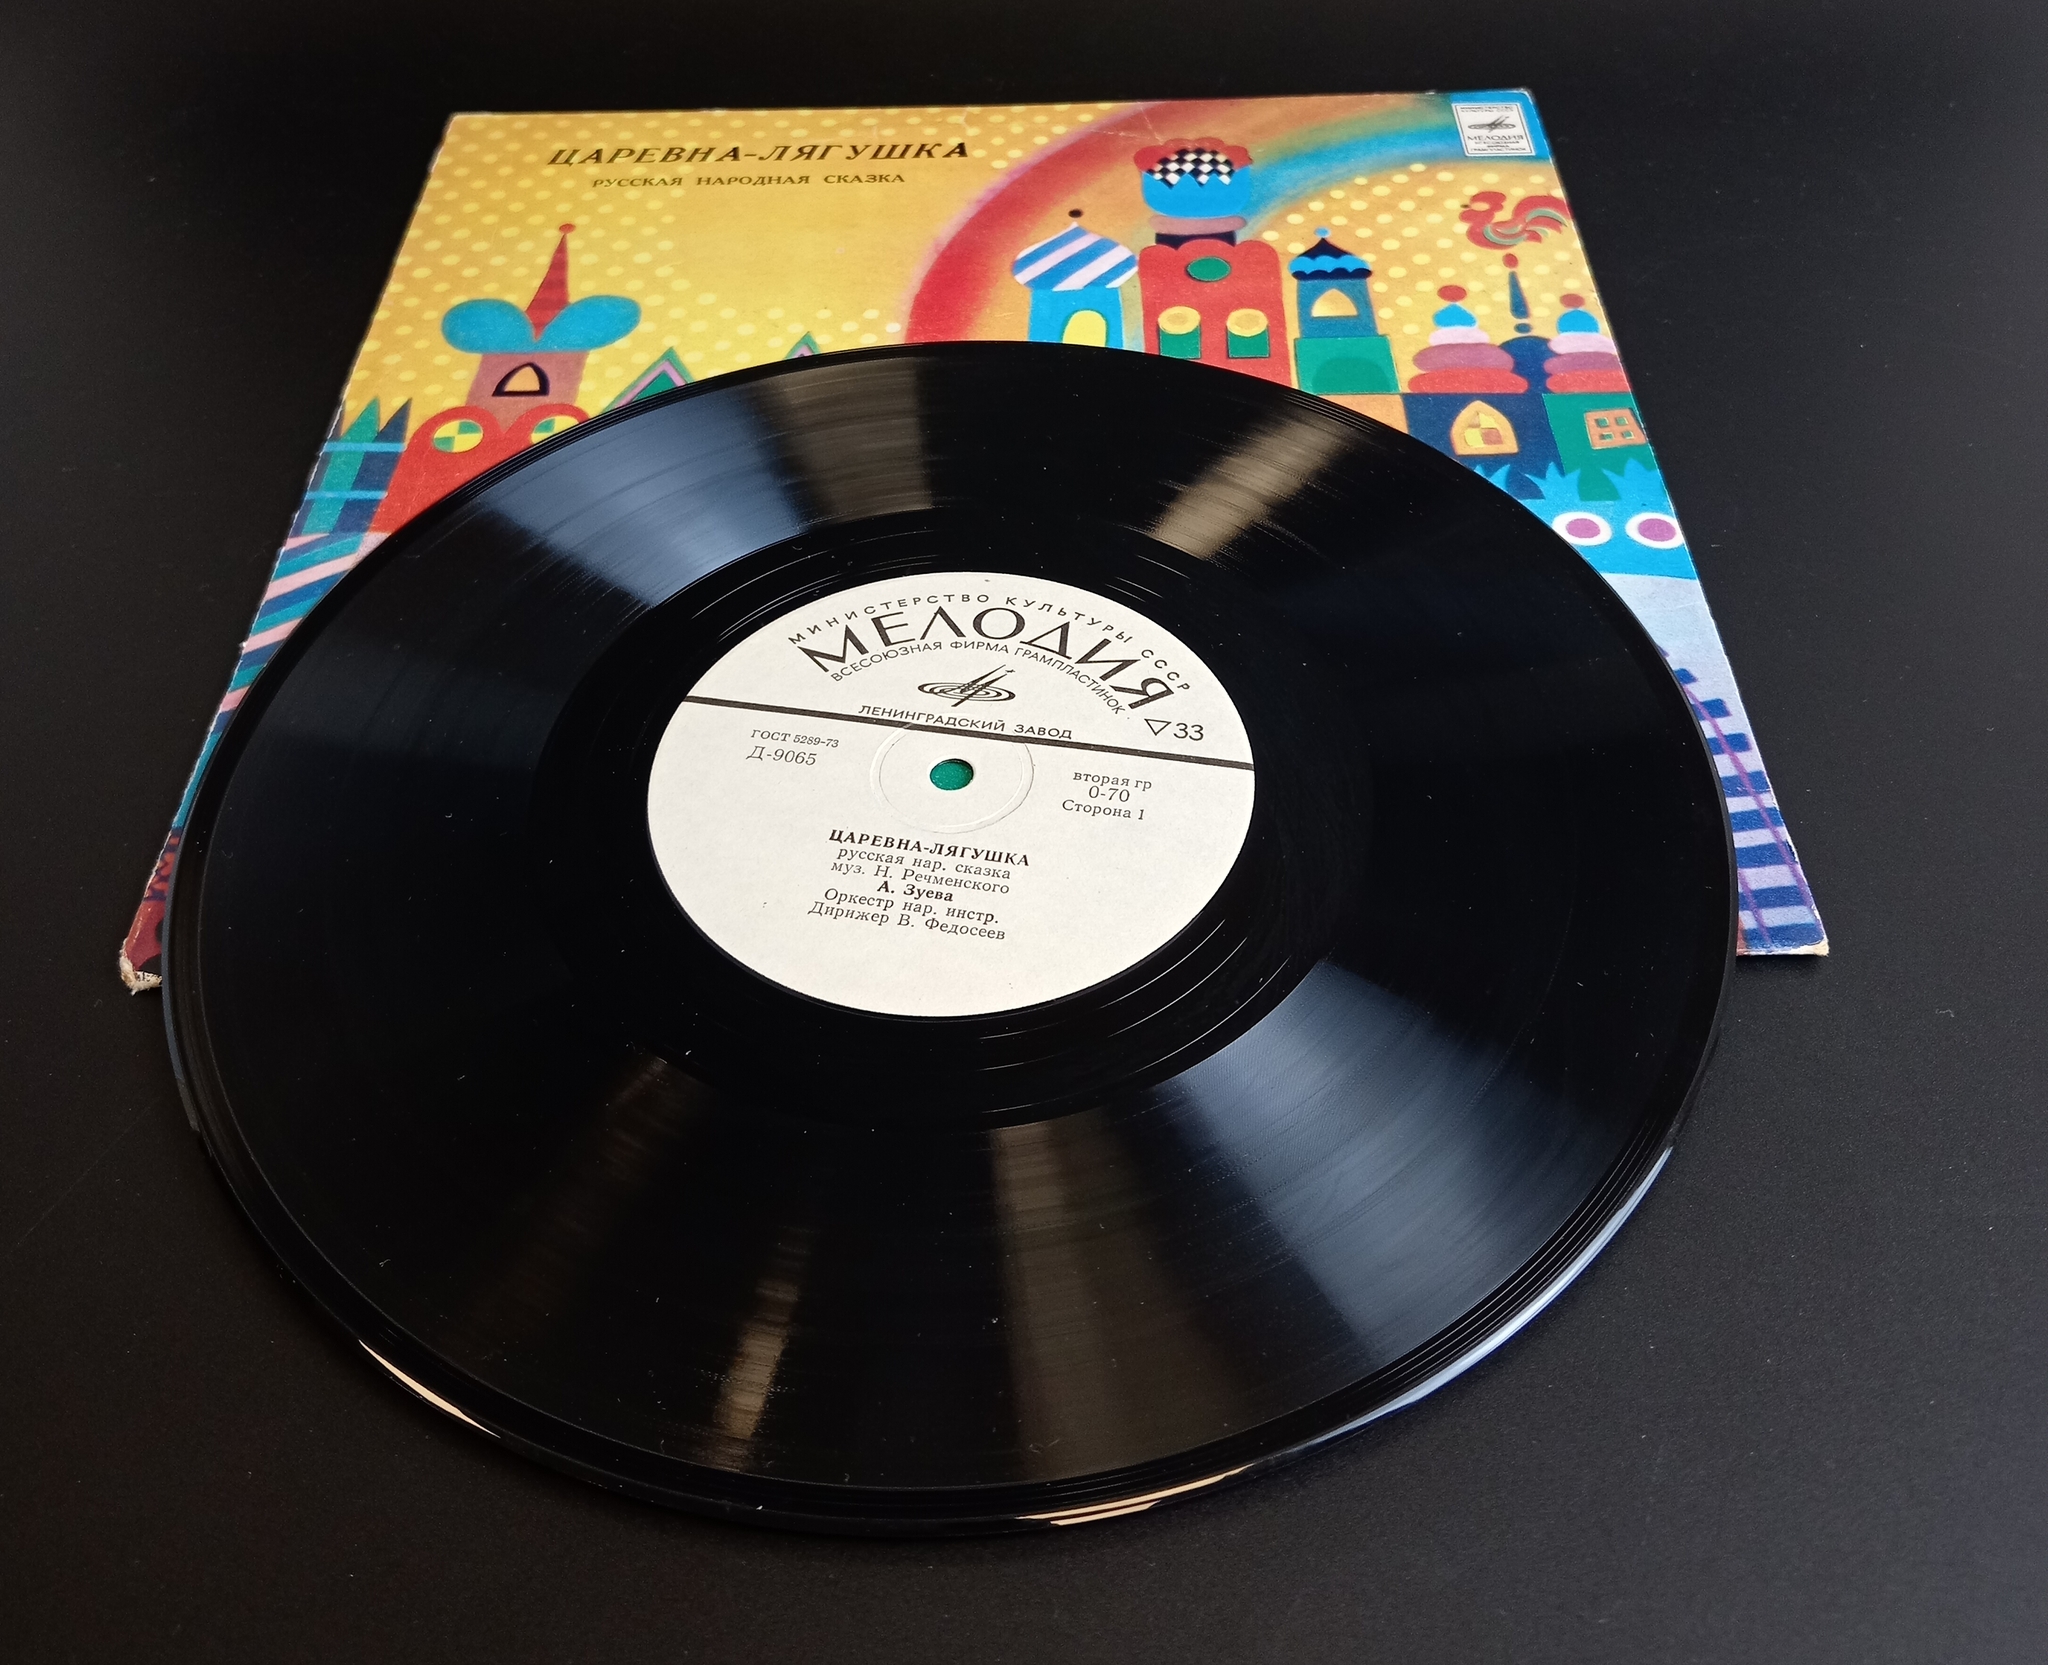 ЦАРЕВНА-ЛЯГУШКА
РУССКАЯ НАРОДНАЯ СКАЗКА
МЕЛОДИЯ
МИНИСТЕРСТВО КУЛЬТУРЫ СССР
МЕЛОДИЯ
ВСЕСОЮЗНАЯ ФИРМА ГРАМПЛАСТИНОК
ЛЕНИНГРАДСКИЙ ЗАВОД
33
ГОСТ 5289-73
Д-9065
вторая гр
0-70
Сторона 1
ЦАРЕВНА-ЛЯГУШКА
русская нар. сказка
муз. Н. Речменского
А. Зуева
Оркестр нар. инстр.
Дирижер В. Федосеев